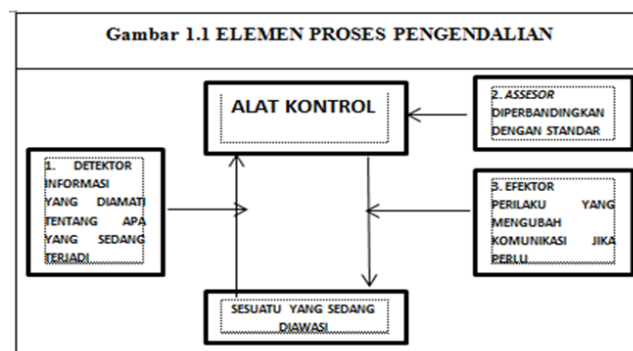 Gambar 1.1 ELEMEN PROSES PENGENDALIAN
ALAT KONTROL
2. ASSESOR
DIPERBANDINGKAN
DENGAN STANDAR
1. DETEKTOR
INFORMASI
YANG DIAMATI
TENTANG APA
YANG SEDANG
TERJADI
3. EFEKTOR
PERILAKU YANG
MENGUBAH
KOMUNIKASI JIKA
PERLU
SESUATU YANG SEDANG
DIAWASI